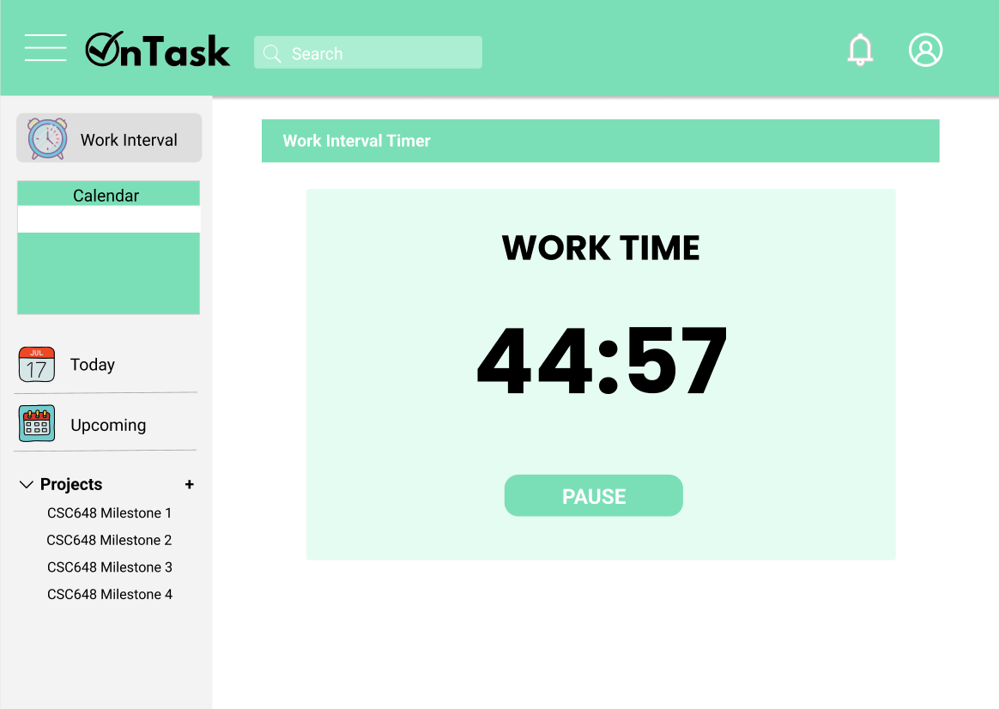 OnTask
Search
Work Interval
Work Interval Timer
Calendar
WORK TIME
44:57
JUL
17
Today
Upcoming
PAUSE
Projects +
CSC648 Milestone 1
CSC648 Milestone 2
CSC648 Milestone 3
CSC648 Milestone 4